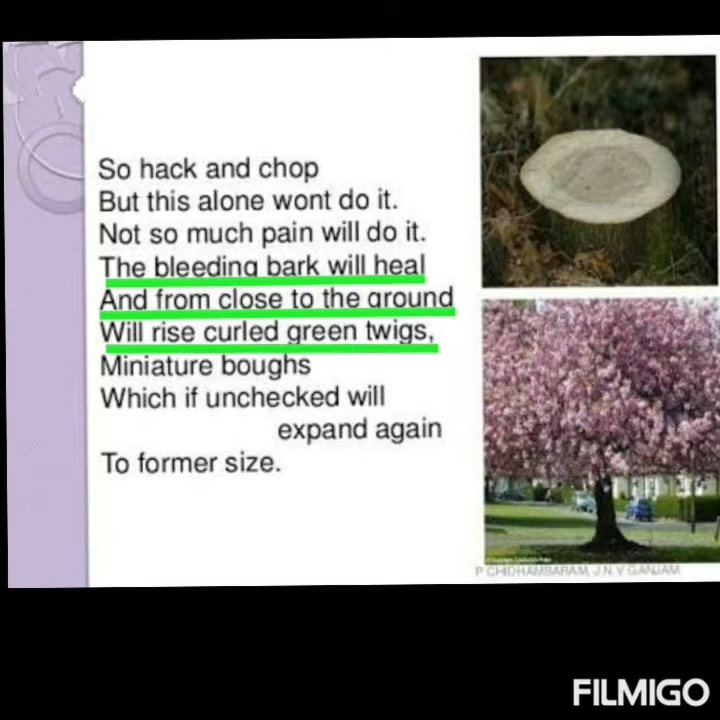 So hack and chop
But this alone wont do it.
Not so much pain will do it.
The bleeding bark will heal
And from close to the ground
Will rise curled green twigs,
Miniature boughs
Which if unchecked will
expand again
To former size.
P CHIDHAMBARAM, J.N.V GANJAM
FILMIGO